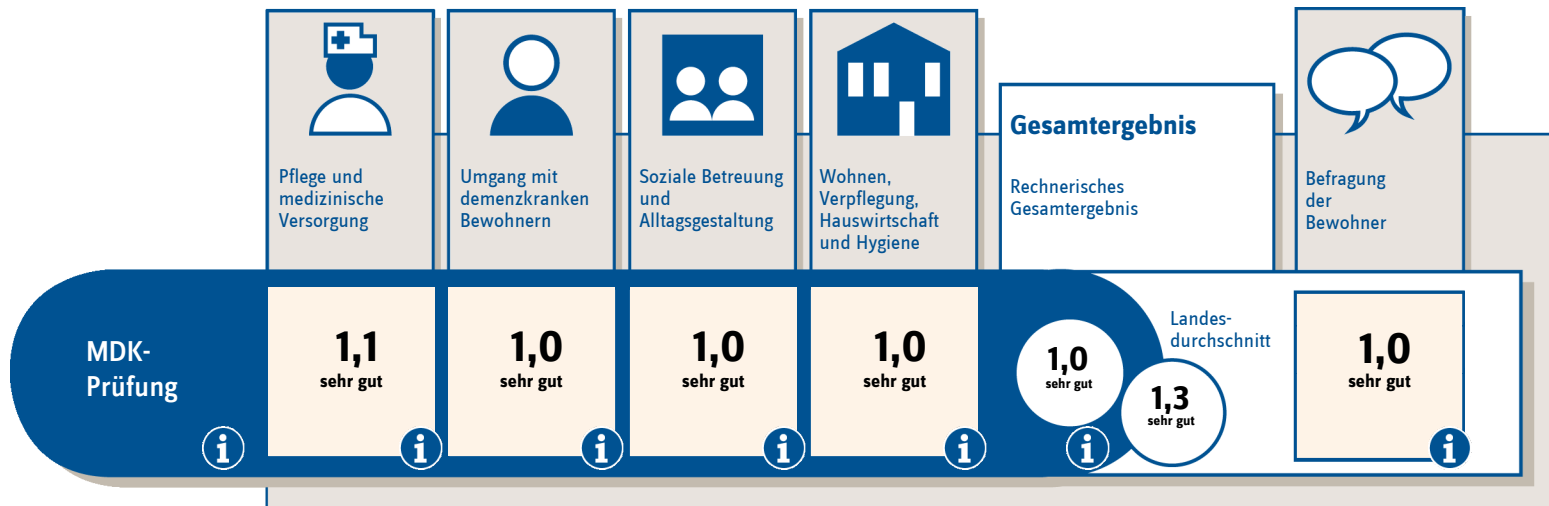 Pflege und
medizinische
Versorgung
Umgang mit
demenzkranken
Bewohnern
Soziale Betreuung
und
Alltagsgestaltung
Wohnen,
Verpflegung,
Hauswirtschaft
und Hygiene
Gesamtergebnis
Rechnerisches
Gesamtergebnis
Befragung
der
Bewohner
MDK-
Prüfung
i
1,1
sehr gut
i
1,0
sehr gut
i
1,0
sehr gut
i
1,0
sehr gut
i
1,0
sehr gut
i
Landes-
durchschnitt
1,3
sehr gut
1,0
sehr gut
i